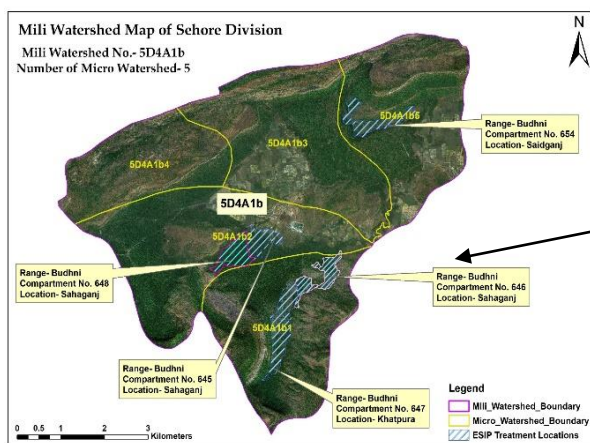 Mili Watershed Map of Sehore Division
Mili Watershed No.- 5D4A1b
Number of Micro Watershed- 5
N
5D4A1b5
Range- Budhni
Compartment No. 654
Location- Saidganj
5D4A1b3
5D4A1b4
5D4A1b
5D4A1b2
Range- Budhni
Compartment No. 648
Location- Sahaganj
Range- Budhni
Compartment No. 646
Location- Sahaganj
5D4A1b1
Range- Budhni
Compartment No. 645
Location- Sahaganj
Range- Budhni
Compartment No. 647
Location- Khatpura
Legend
Mili_Watershed_Boundary
Micro_Watershed_Boundary
ESIP Treatment Locations
0 0.5 1 2 3
Kilometers